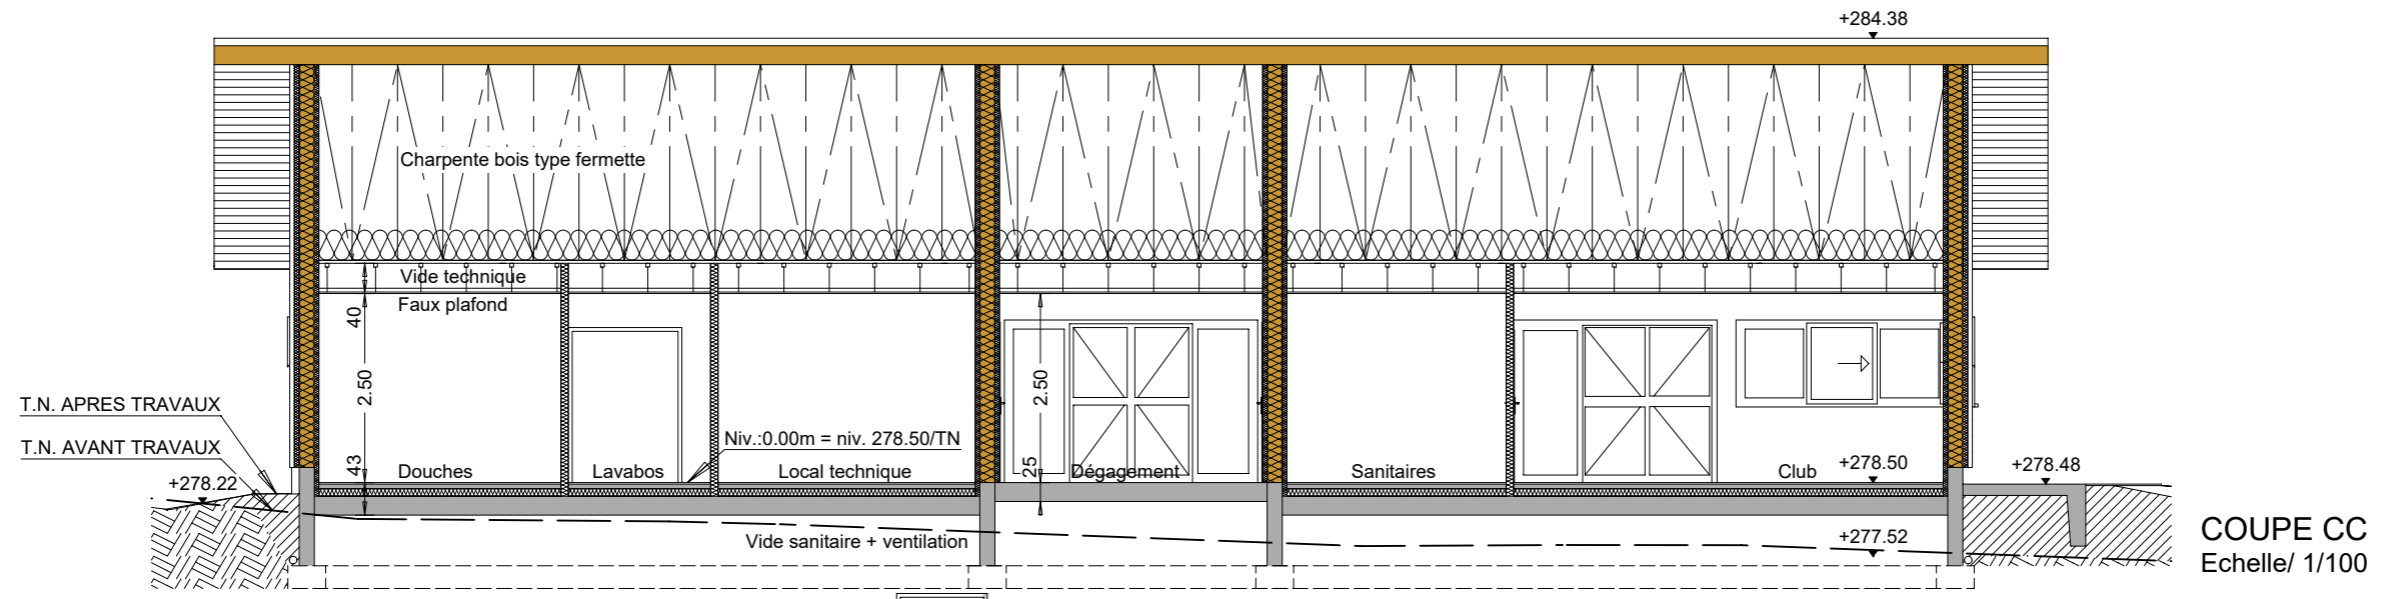 +284.38
Charpente bois type fermette
Vide technique
Faux plafond
40
2.50
2.50
T.N. APRES TRAVAUX
T.N. AVANT TRAVAUX
Niv.:0.00m = niv. 278.50/TN
43
Douches
Lavabos
Local technique
25
Dégagement
Sanitaires
Club
+278.50
+278.48
+278.22
Vide sanitaire + ventilation
+277.52
COUPE CC
Echelle/ 1/100